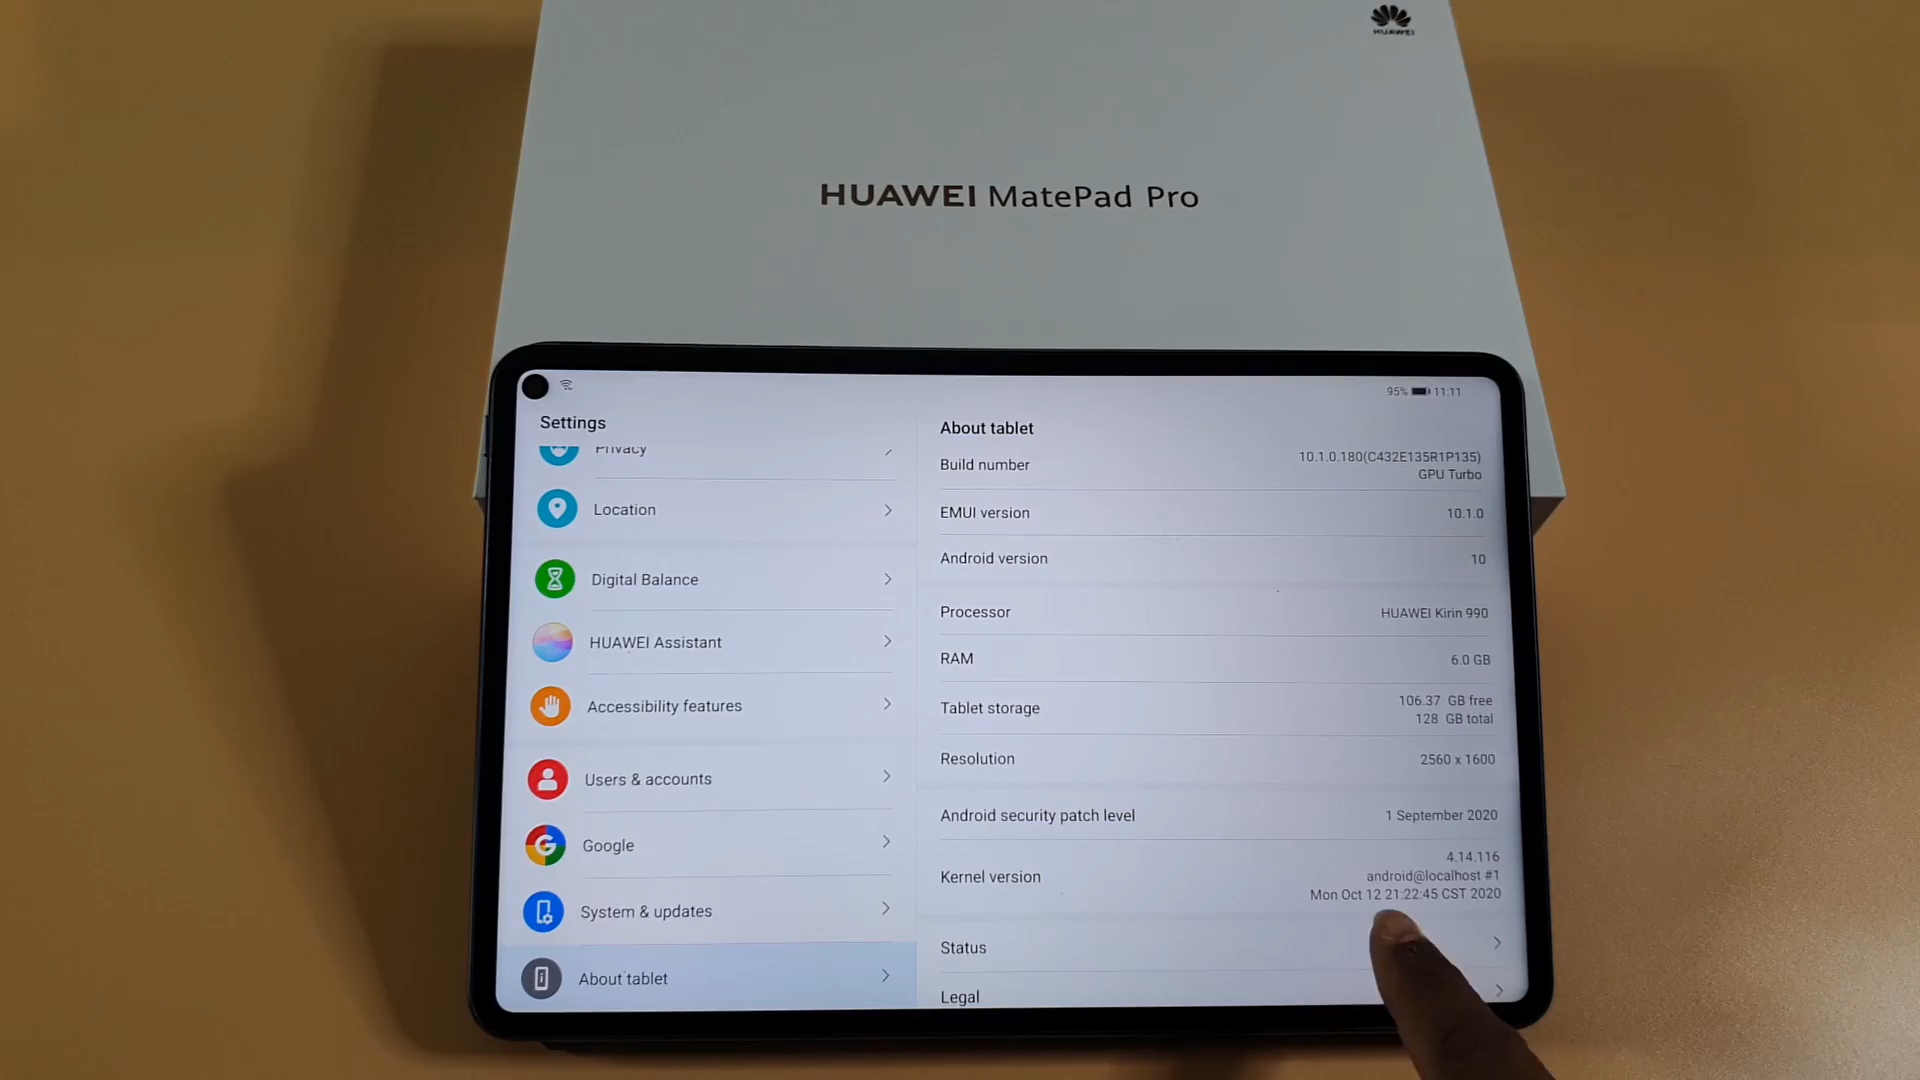 HUAWEI
HUAWEI MatePad Pro
95% 11:11
Settings
Privacy
Location
Digital Balance
HUAWEI Assistant
Accessibility features
Users & accounts
Google
System & updates
About tablet
About tablet
Build number
10.1.0.180(C432E135R1P135)
GPU Turbo
EMUI version 10.1.0
Android version 10
Processor HUAWEI Kirin 990
RAM 6.0 GB
Tablet storage
106.37 GB free
128 GB total
Resolution 2560 x 1600
Android security patch level 1 September 2020
Kernel version
4.14.116
android@localhost #1
Mon Oct 12 21:22:45 CST 2020
Status
Legal